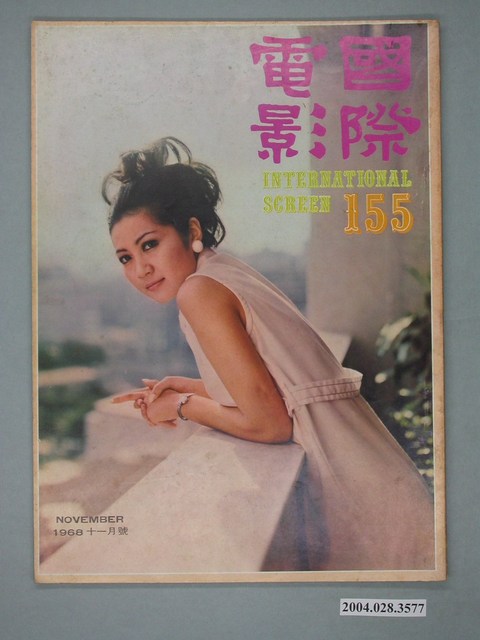 國際
電影
INTERNATIONAL
SCREEN 155
NOVEMBER
1968 十一月號
2004.028.3577